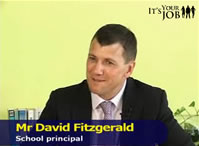 IT'S YOUR
JOB
Mr David Fitzgerald
School principal